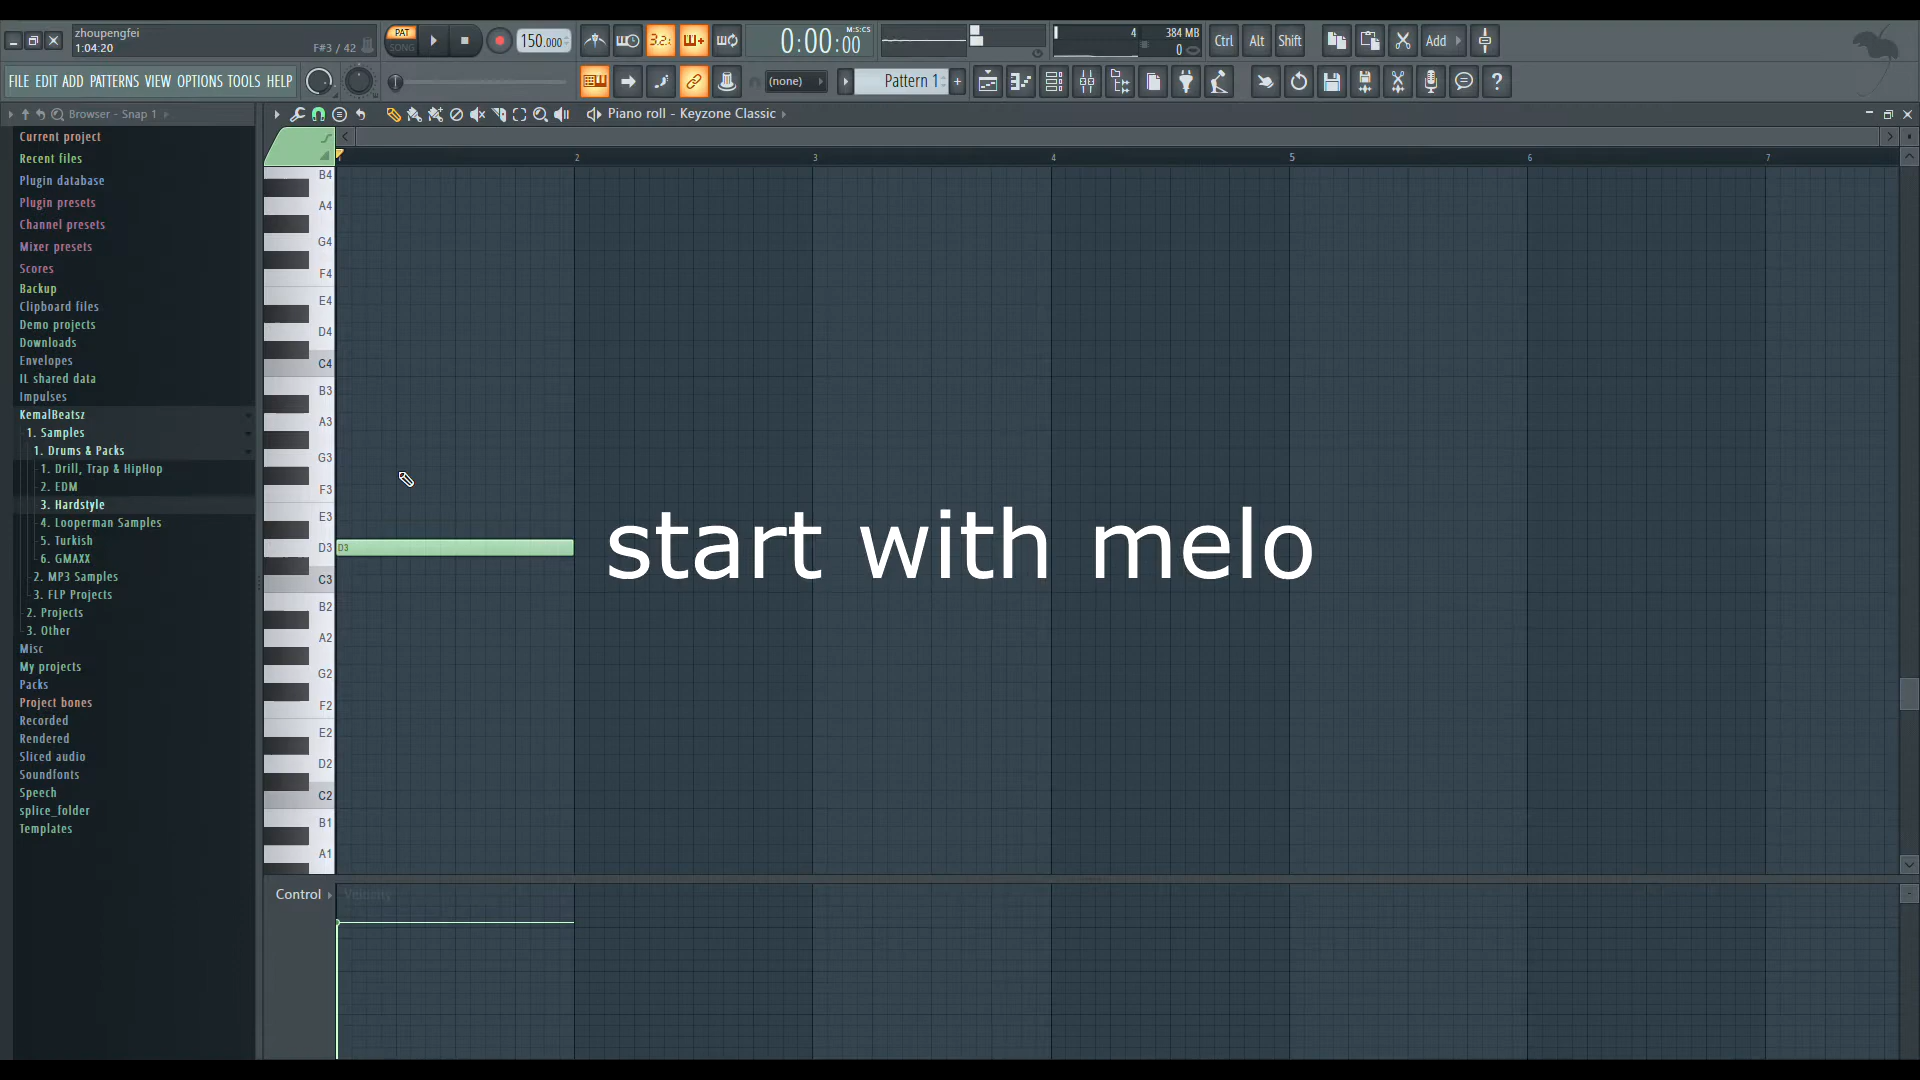 zhoupengfei
1:04:20
F#3 / 42
PAT
SONG
150.000
3.2.
0:00:00
M:S:CS
4
384 MB
0
Ctrl
Alt
Shift
Add
FILE EDIT ADD PATTERNS VIEW OPTIONS TOOLS HELP
(none)
Pattern 1
+
?
Browser - Snap 1
Piano roll - Keyzone Classic
Current project
Recent files
Plugin database
Plugin presets
Channel presets
Mixer presets
Scores
Backup
Clipboard files
Demo projects
Downloads
Envelopes
IL shared data
Impulses
KemalBeatsz
1. Samples
1. Drums & Packs
1. Drill, Trap & HipHop
2. EDM
3. Hardstyle
4. Looperman Samples
5. Turkish
6. GMAXX
2. MP3 Samples
3. FLP Projects
2. Projects
3. Other
Misc
My projects
Packs
Project bones
Recorded
Rendered
Sliced audio
Soundfonts
Speech
splice_folder
Templates
2
3
4
5
6
7
B4
A4
G4
F4
E4
D4
C4
B3
A3
G3
F3
E3
D3
D3
C3
B2
A2
G2
F2
E2
D2
C2
B1
A1
start with melo
Control
Velocity